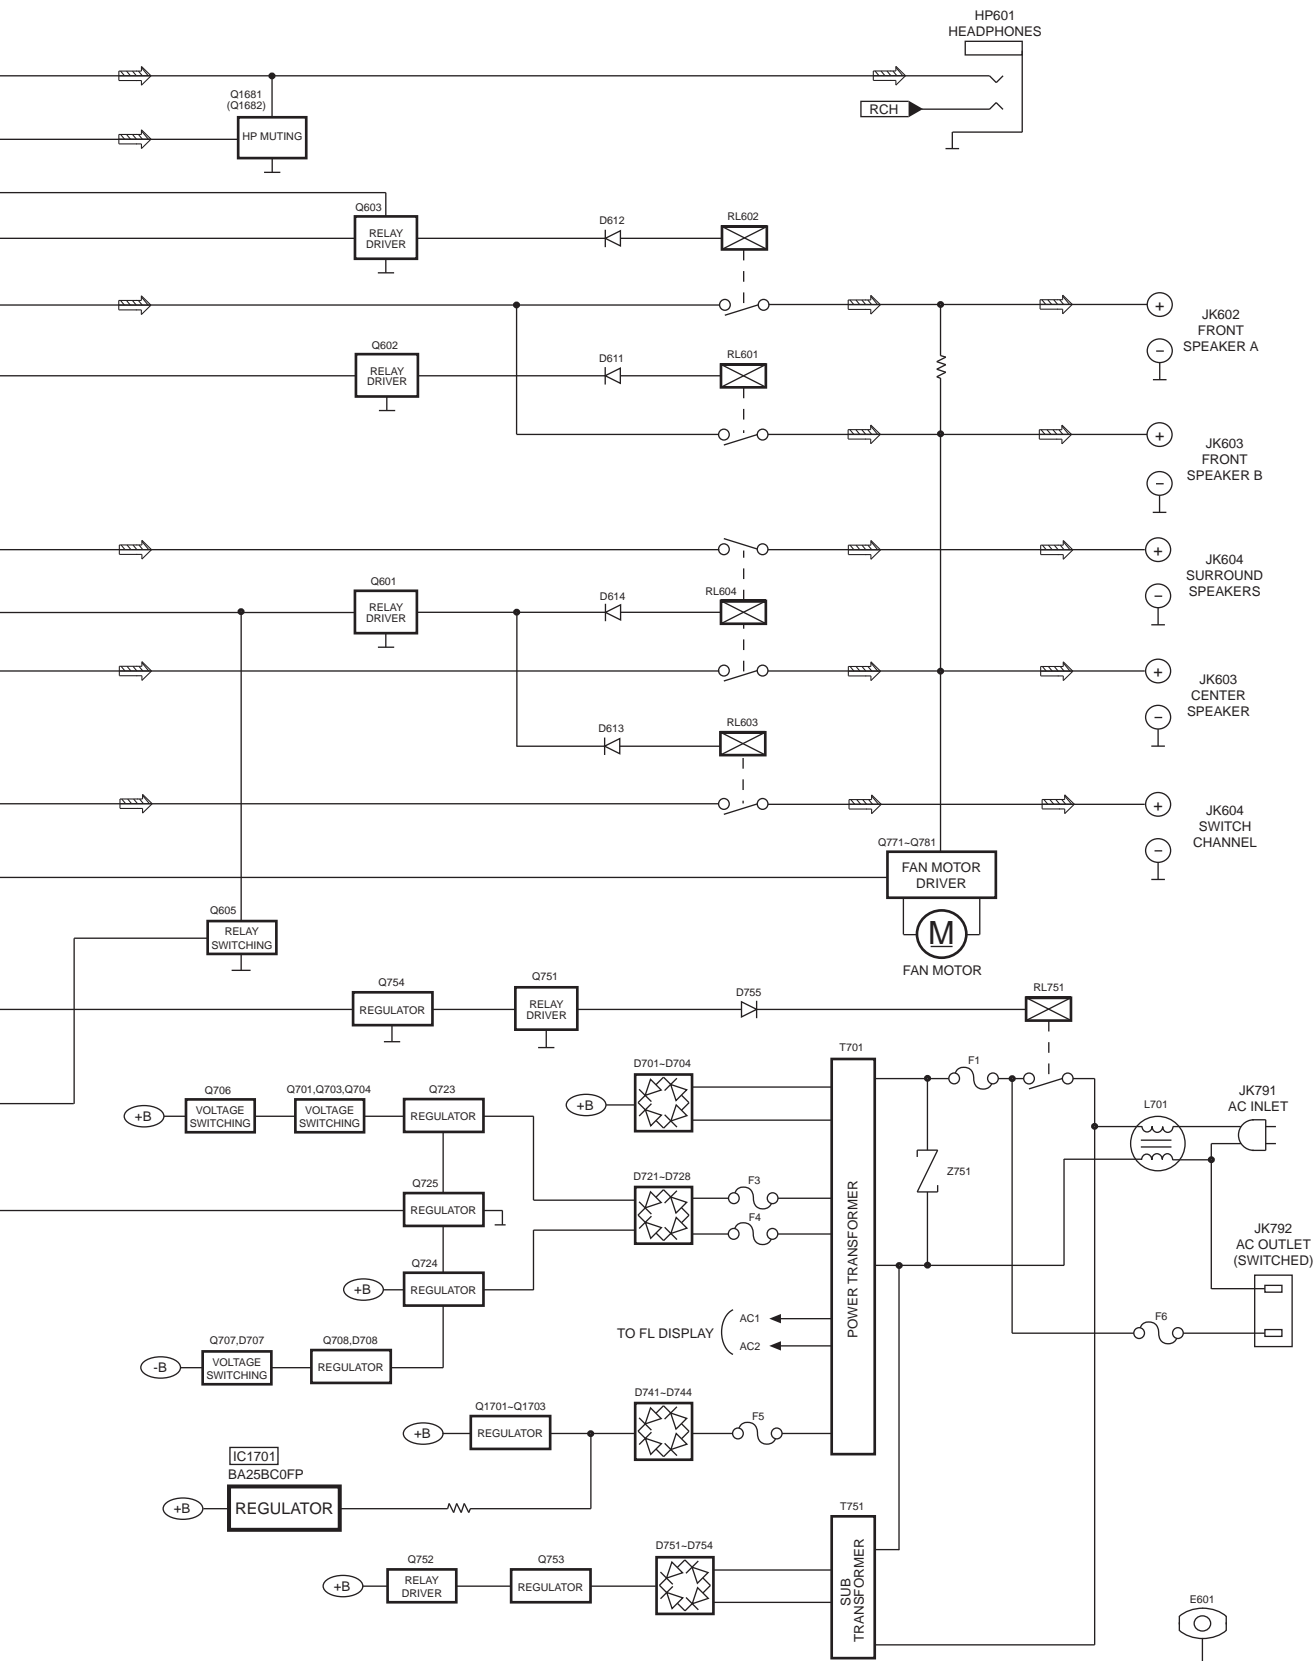 HP601
HEADPHONES
Q1681
(Q1682)
HP MUTING
RCH
Q603
RELAY
DRIVER
D612
RL602
+
JK602
FRONT
SPEAKER A
−
Q602
RELAY
DRIVER
D611
RL601
+
JK603
FRONT
SPEAKER B
−
+
JK604
SURROUND
SPEAKERS
−
Q601
RELAY
DRIVER
D614
RL604
+
JK603
CENTER
SPEAKER
−
D613
RL603
+
JK604
SWITCH
CHANNEL
−
Q771~Q781
FAN MOTOR
DRIVER
M
FAN MOTOR
Q605
RELAY
SWITCHING
Q754
REGULATOR
Q751
RELAY
DRIVER
D755
RL751
T701
POWER TRANSFORMER
D701~D704
+B
F1
Q706
+B
VOLTAGE
SWITCHING
Q701,Q703,Q704
VOLTAGE
SWITCHING
Q723
REGULATOR
L701
JK791
AC INLET
Z751
D721~D728
F3
F4
Q725
REGULATOR
Q724
+B
REGULATOR
JK792
AC OUTLET
(SWITCHED)
F6
TO FL DISPLAY
AC1
AC2
Q707,D707
-B
VOLTAGE
SWITCHING
Q708,D708
REGULATOR
D741~D744
F5
Q1701~Q1703
+B
REGULATOR
IC1701
BA25BC0FP
+B
REGULATOR
T751
SUB
TRANSFORMER
D751~D754
Q752
+B
RELAY
DRIVER
Q753
REGULATOR
E601